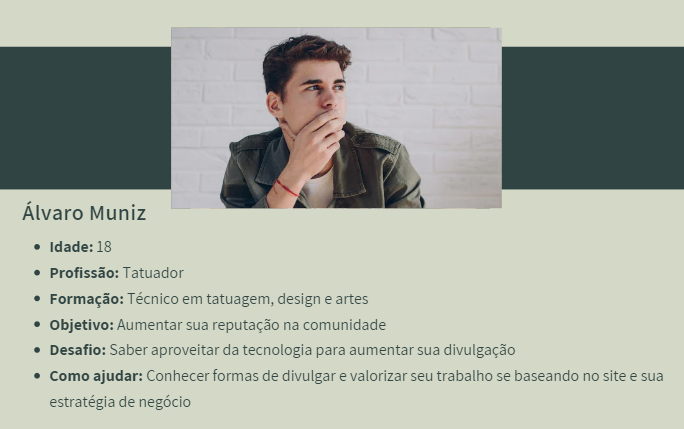 Álvaro Muniz
• Idade: 18
• Profissão: Tatuador
• Formação: Técnico em tatuagem, design e artes
• Objetivo: Aumentar sua reputação na comunidade
• Desafio: Saber aproveitar da tecnologia para aumentar sua divulgação
• Como ajudar: Conhecer formas de divulgar e valorizar seu trabalho se baseando no site e sua
estratégia de negócio